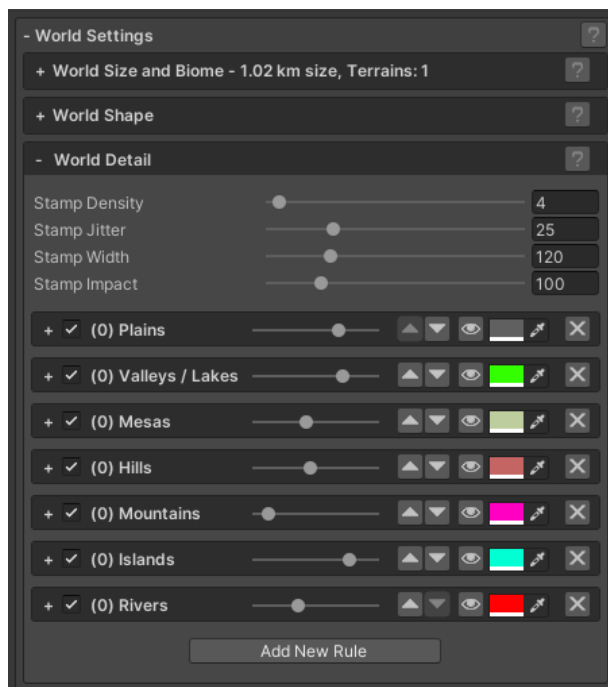 - World Settings ?
+ World Size and Biome - 1.02 km size, Terrains: 1 ?
+ World Shape ?
- World Detail ?
Stamp Density 4
Stamp Jitter 25
Stamp Width 120
Stamp Impact 100
+ (0) Plains
+ (0) Valleys / Lakes
+ (0) Mesas
+ (0) Hills
+ (0) Mountains
+ (0) Islands
+ (0) Rivers
Add New Rule